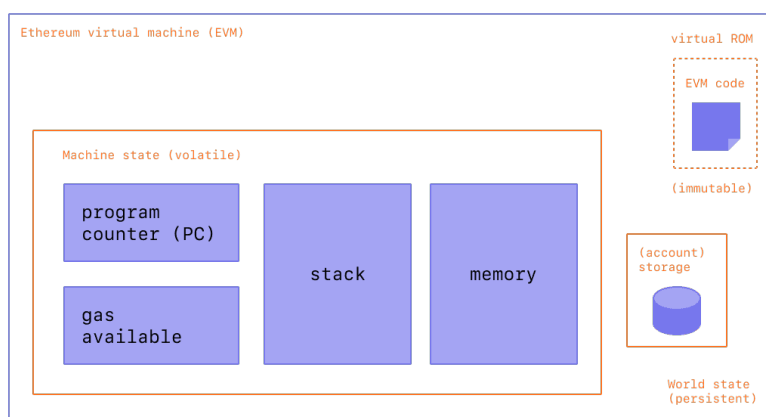 Ethereum virtual machine (EVM)
virtual ROM
EVM code
(immutable)
Machine state (volatile)
program
counter (PC)
gas
available
stack
memory
(account)
storage
World state
(persistent)